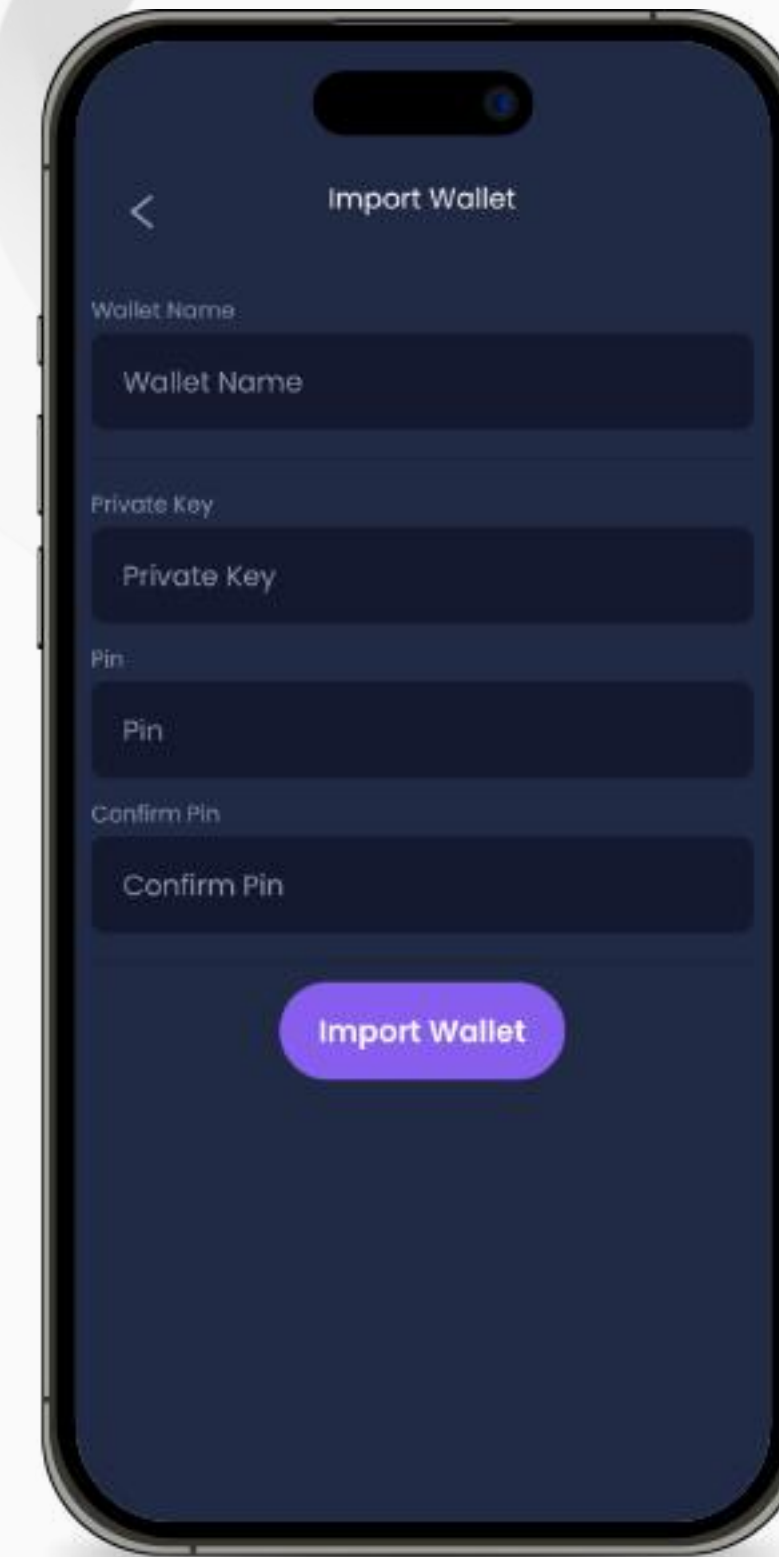 Import Wallet
Wallet Name
Wallet Name
Private Key
Private Key
Pin
Pin
Confirm Pin
Confirm Pin
Import Wallet